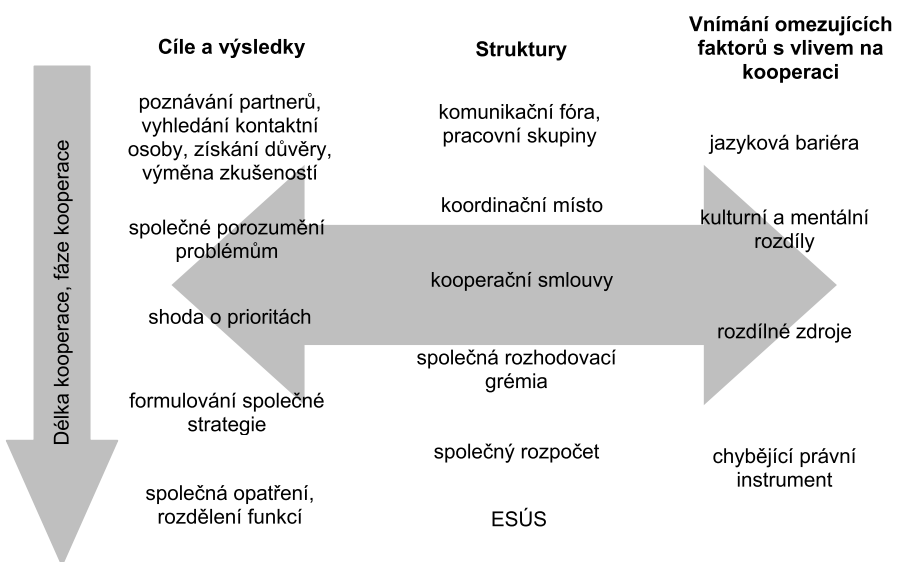 Délka kooperace, fáze kooperace
Cíle a výsledky
poznávání partnerů,
vyhledání kontaktní
osoby, získání důvěry,
výměna zkušeností
společné porozumění
problémům
shoda o prioritách
formulování společné
strategie
společná opatření,
rozdělení funkcí
Struktury
komunikační fóra,
pracovní skupiny
koordinační místo
kooperační smlouvy
společná rozhodovací
grémia
společný rozpočet
ESÚS
Vnímání omezujících
faktorů s vlivem na
kooperaci
jazyková bariéra
kulturní a mentální
rozdíly
rozdílné zdroje
chybějící právní
instrument